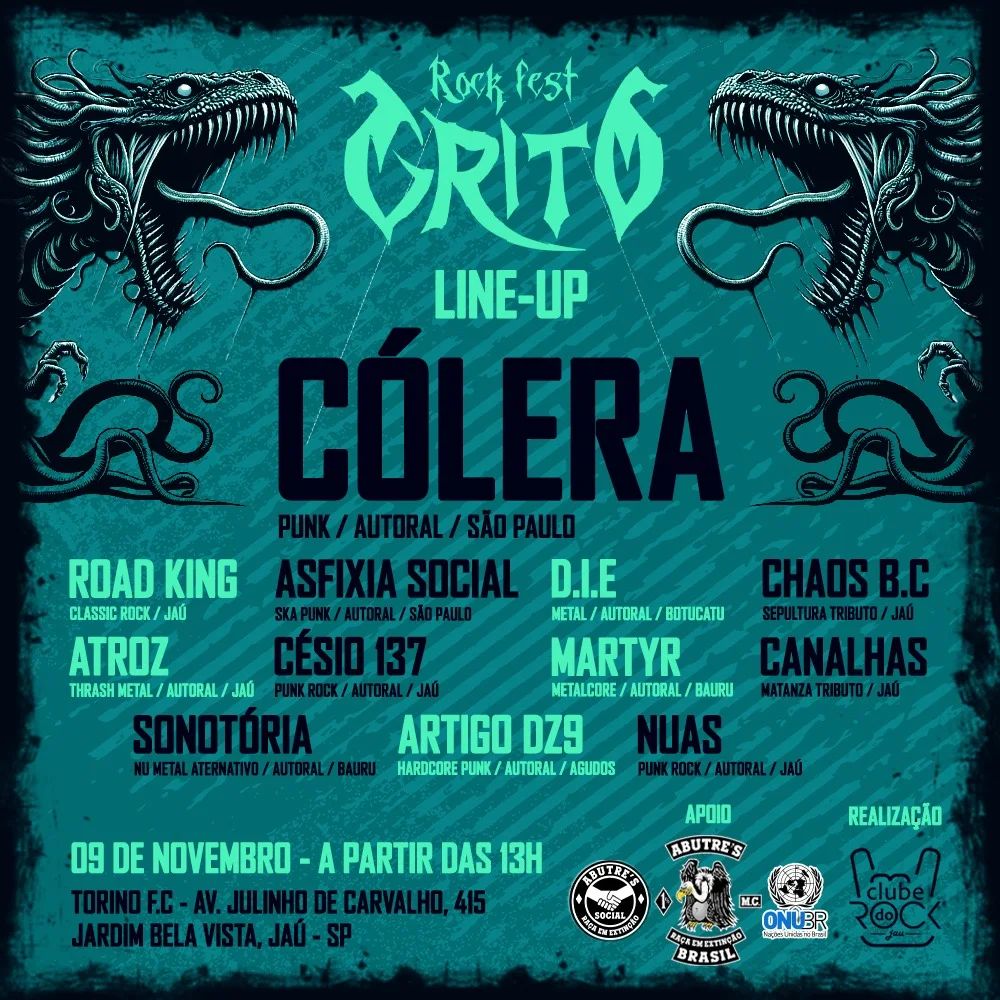 Rock fest
GRITO
LINE-UP
CÓLERA
PUNK / AUTORAL / SÃO PAULO
ROAD KING
CLASSIC ROCK / JAÚ
ASFIXIA SOCIAL
SKA PUNK / AUTORAL / SÃO PAULO
D.I.E
METAL / AUTORAL / BOTUCATU
CHAOS B.C
SEPULTURA TRIBUTO / JAÚ
ATROZ
THRASH METAL / AUTORAL / JAÚ
CÉSIO 137
PUNK ROCK / AUTORAL / JAÚ
MARTYR
METALCORE / AUTORAL / BAURU
CANALHAS
MATANZA TRIBUTO / JAÚ
SONOTÓRIA
NU METAL ATERNATIVO / AUTORAL / BAURU
ARTIGO DZ9
HARDCORE PUNK / AUTORAL / AGUDOS
NUAS
PUNK ROCK / AUTORAL / JAÚ
09 DE NOVEMBRO - A PARTIR DAS 13H
TORINO F.C - AV. JULINHO DE CARVALHO, 415
JARDIM BELA VISTA, JAÚ - SP
APOIO
ABUTRE'S
SOCIAL
RAÇA EM EXTINÇÃO
ABUTRE'S
1%
M.C
RAÇA EM EXTINÇÃO
BRASIL
ONUBR
Nações Unidas no Brasil
REALIZAÇÃO
clube
do
ROCK
jau